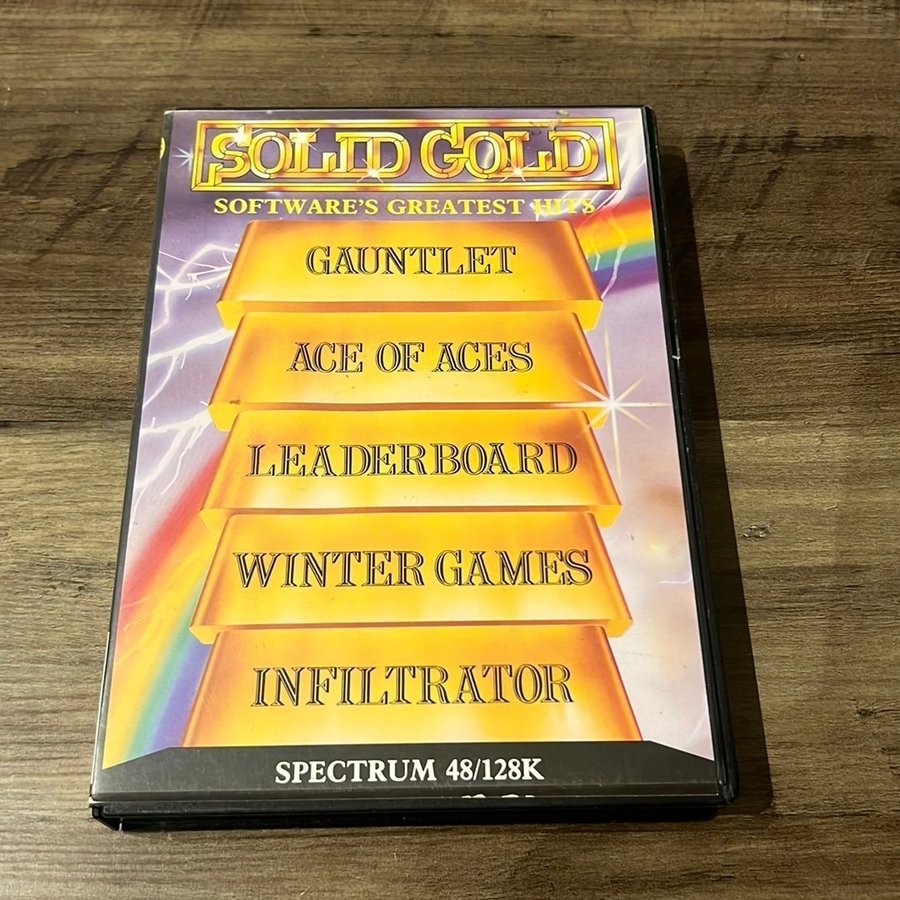 SOLID GOLD
SOFTWARE'S GREATEST HITS
GAUNTLET
ACE OF ACES
LEADERBOARD
WINTER GAMES
INFILTRATOR
SPECTRUM 48/128K